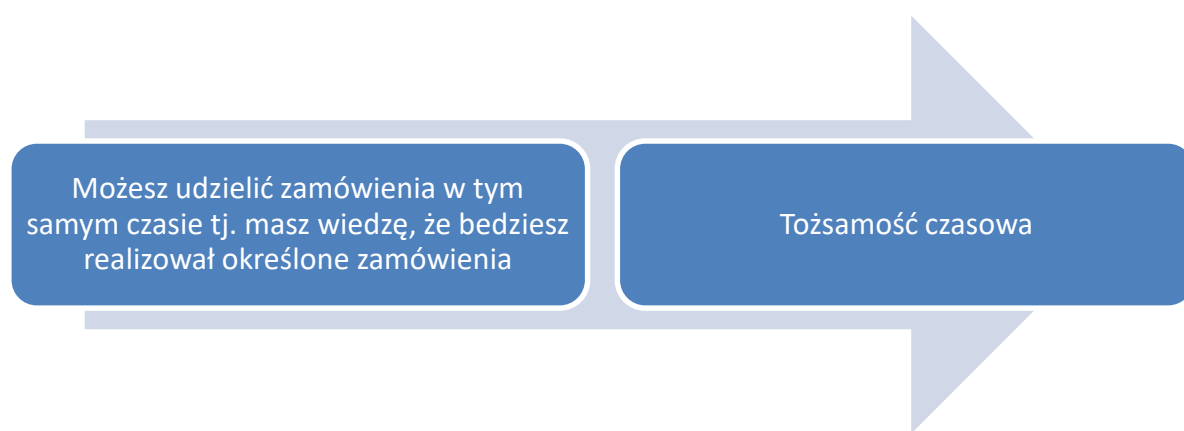 Możesz udzielić zamówienia w tym
samym czasie tj. masz wiedzę, że bedziesz
realizował określone zamówienia
Tożsamość czasowa